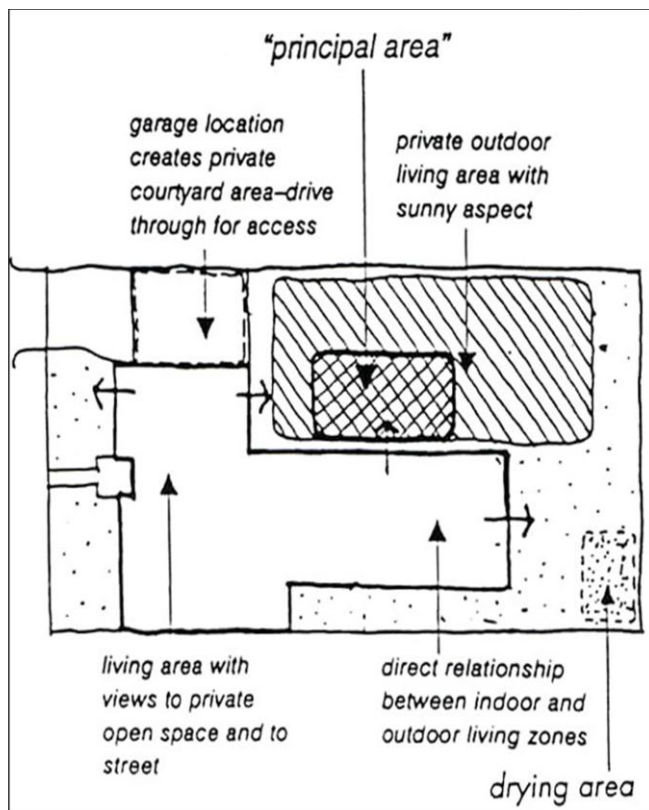 "principal area"
garage location
creates private
courtyard area–drive
through for access
private outdoor
living area with
sunny aspect
living area with
views to private
open space and to
street
direct relationship
between indoor and
outdoor living zones
drying area